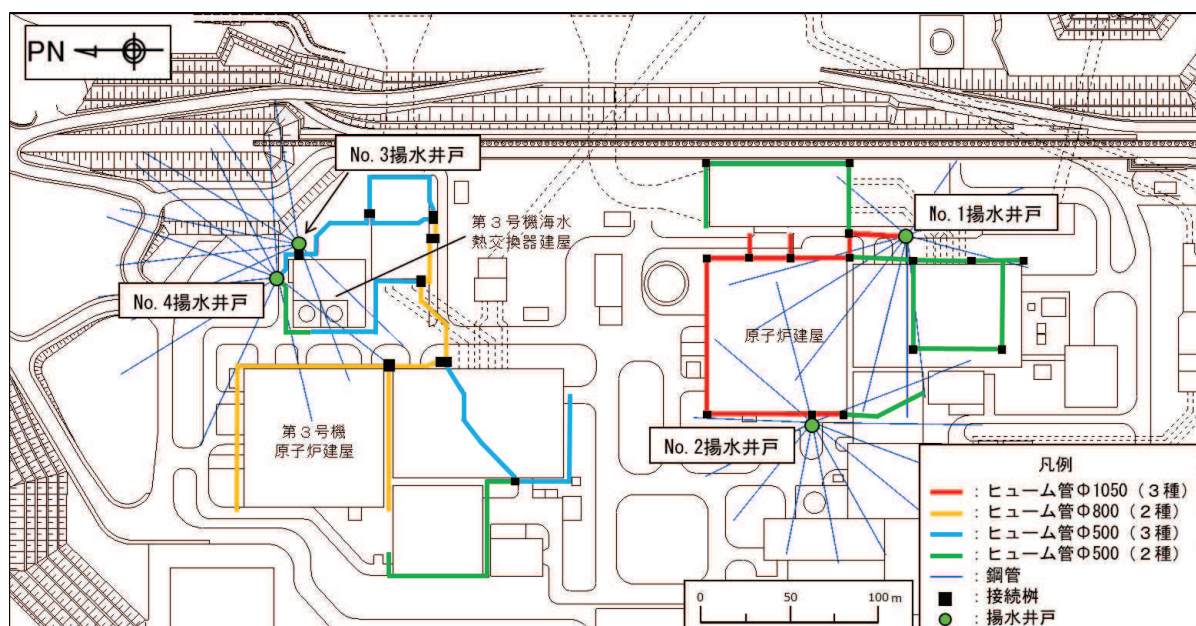 PN
No.3揚水井戸
第3号機海水
熱交換器建屋
No.1揚水井戸
No.4揚水井戸
原子炉建屋
第3号機
原子炉建屋
No.2揚水井戸
凡例
：ヒューム管Φ1050（３種）
：ヒューム管Φ800（２種）
：ヒューム管Φ500（３種）
：ヒューム管Φ500（２種）
：鋼管
：接続桝
：揚水井戸
0 50 100m